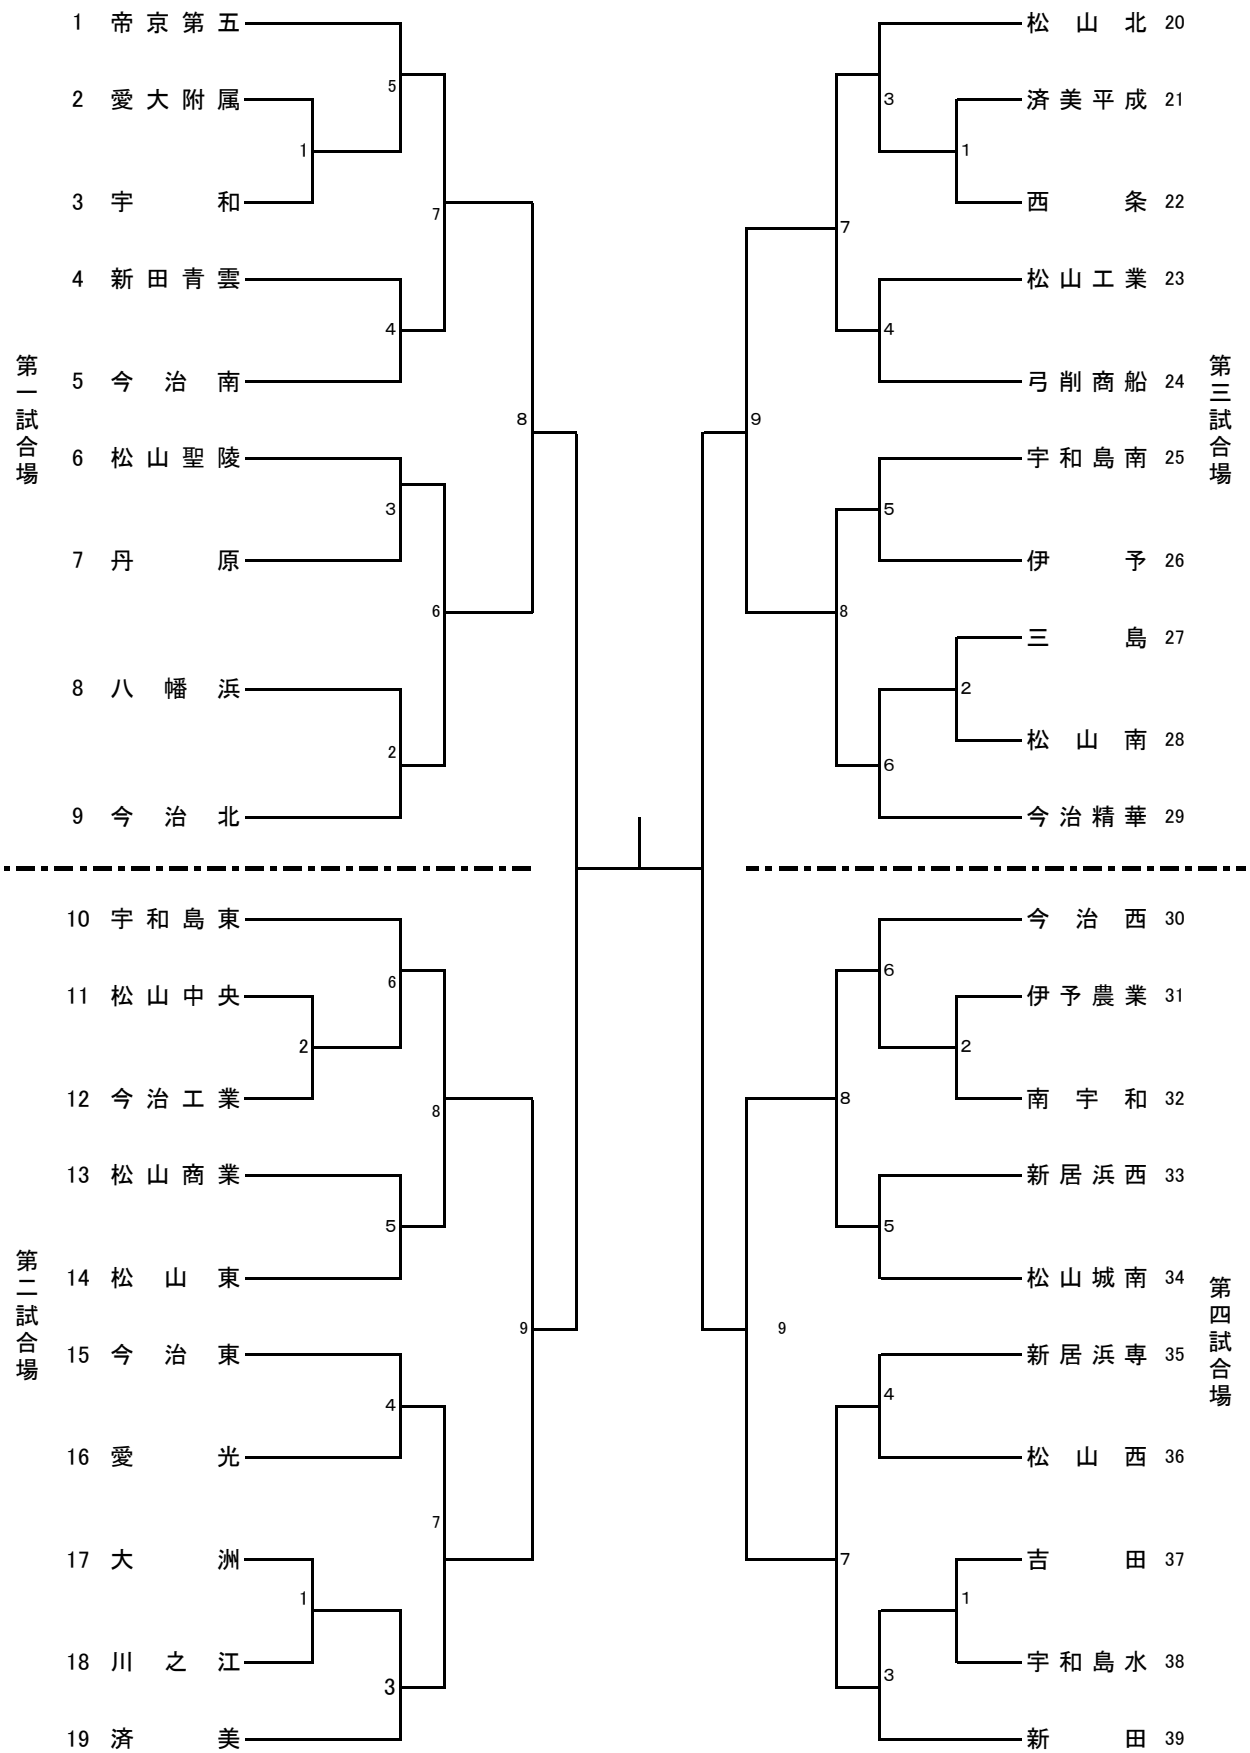 第一試合場
1 帝京第五
2 愛大附属
3 宇和
4 新田青雲
5 今治南
6 松山聖陵
7 丹原
8 八幡浜
9 今治北
5
1
7
4
8
3
6
2
第二試合場
10 宇和島東
11 松山中央
12 今治工業
13 松山商業
14 松山東
15 今治東
16 愛光
17 大洲
18 川之江
19 済美
6
2
8
5
9
4
7
1
3
第三試合場
松山北 20
済美平成 21
西条 22
松山工業 23
弓削商船 24
宇和島南 25
伊予 26
三島 27
松山南 28
今治精華 29
3
1
7
4
9
5
8
2
6
第四試合場
今治西 30
伊予農業 31
南宇和 32
新居浜西 33
松山城南 34
新居浜専 35
松山西 36
吉田 37
宇和島水 38
新田 39
6
2
8
5
9
4
7
1
3